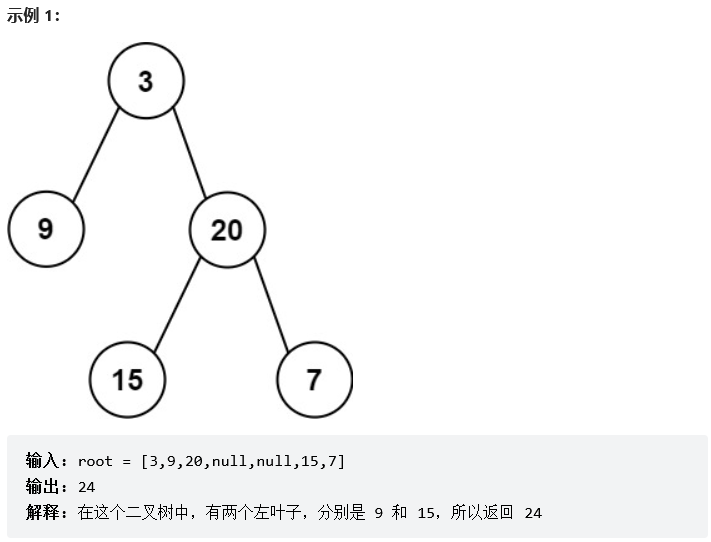 示例 1：
3
9
20
15
7
输入：root = [3,9,20,null,null,15,7]
输出：24
解释：在这个二叉树中，有两个左叶子，分别是 9 和 15，所以返回 24